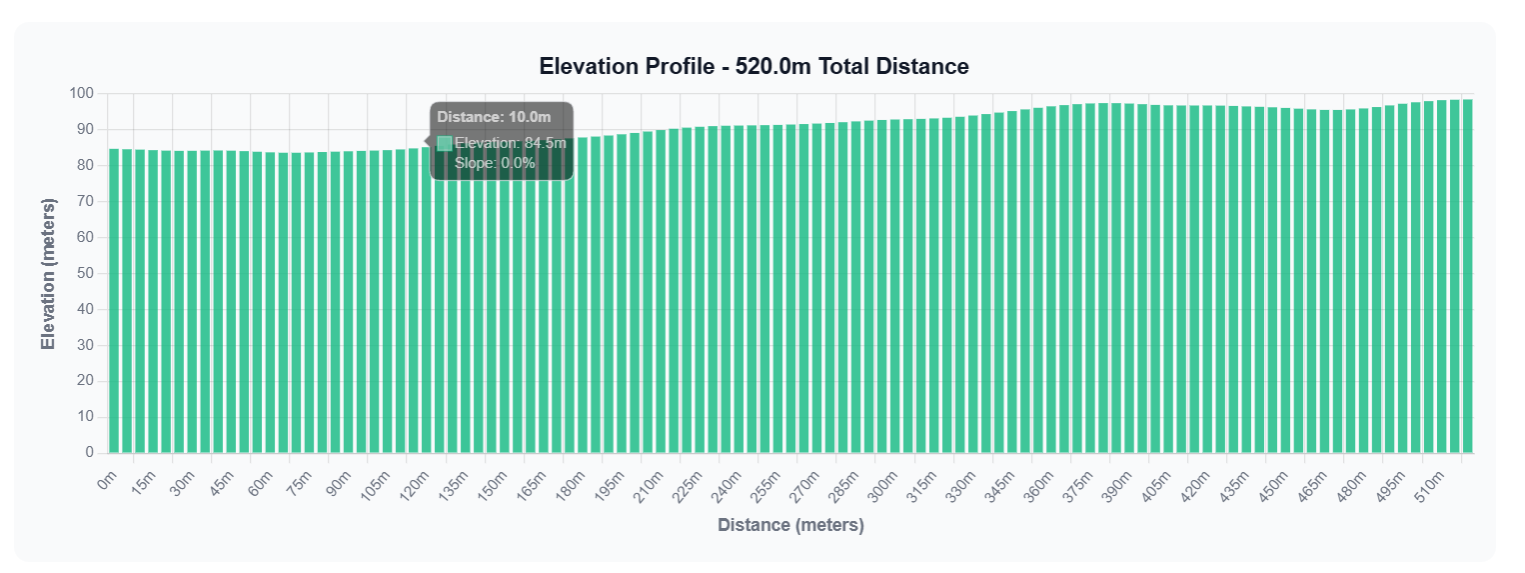 Elevation Profile - 520.0m Total Distance
100
90
80
70
60
50
40
30
20
10
0
Elevation (meters)
Distance: 10.0m
Elevation: 84.5m
Slope: 0.0%
0m 15m 30m 45m 60m 75m 90m 105m 120m 135m 150m 165m 180m 195m 210m 225m 240m 255m 270m 285m 300m 315m 330m 345m 360m 375m 390m 405m 420m 435m 450m 465m 480m 495m 510m
Distance (meters)